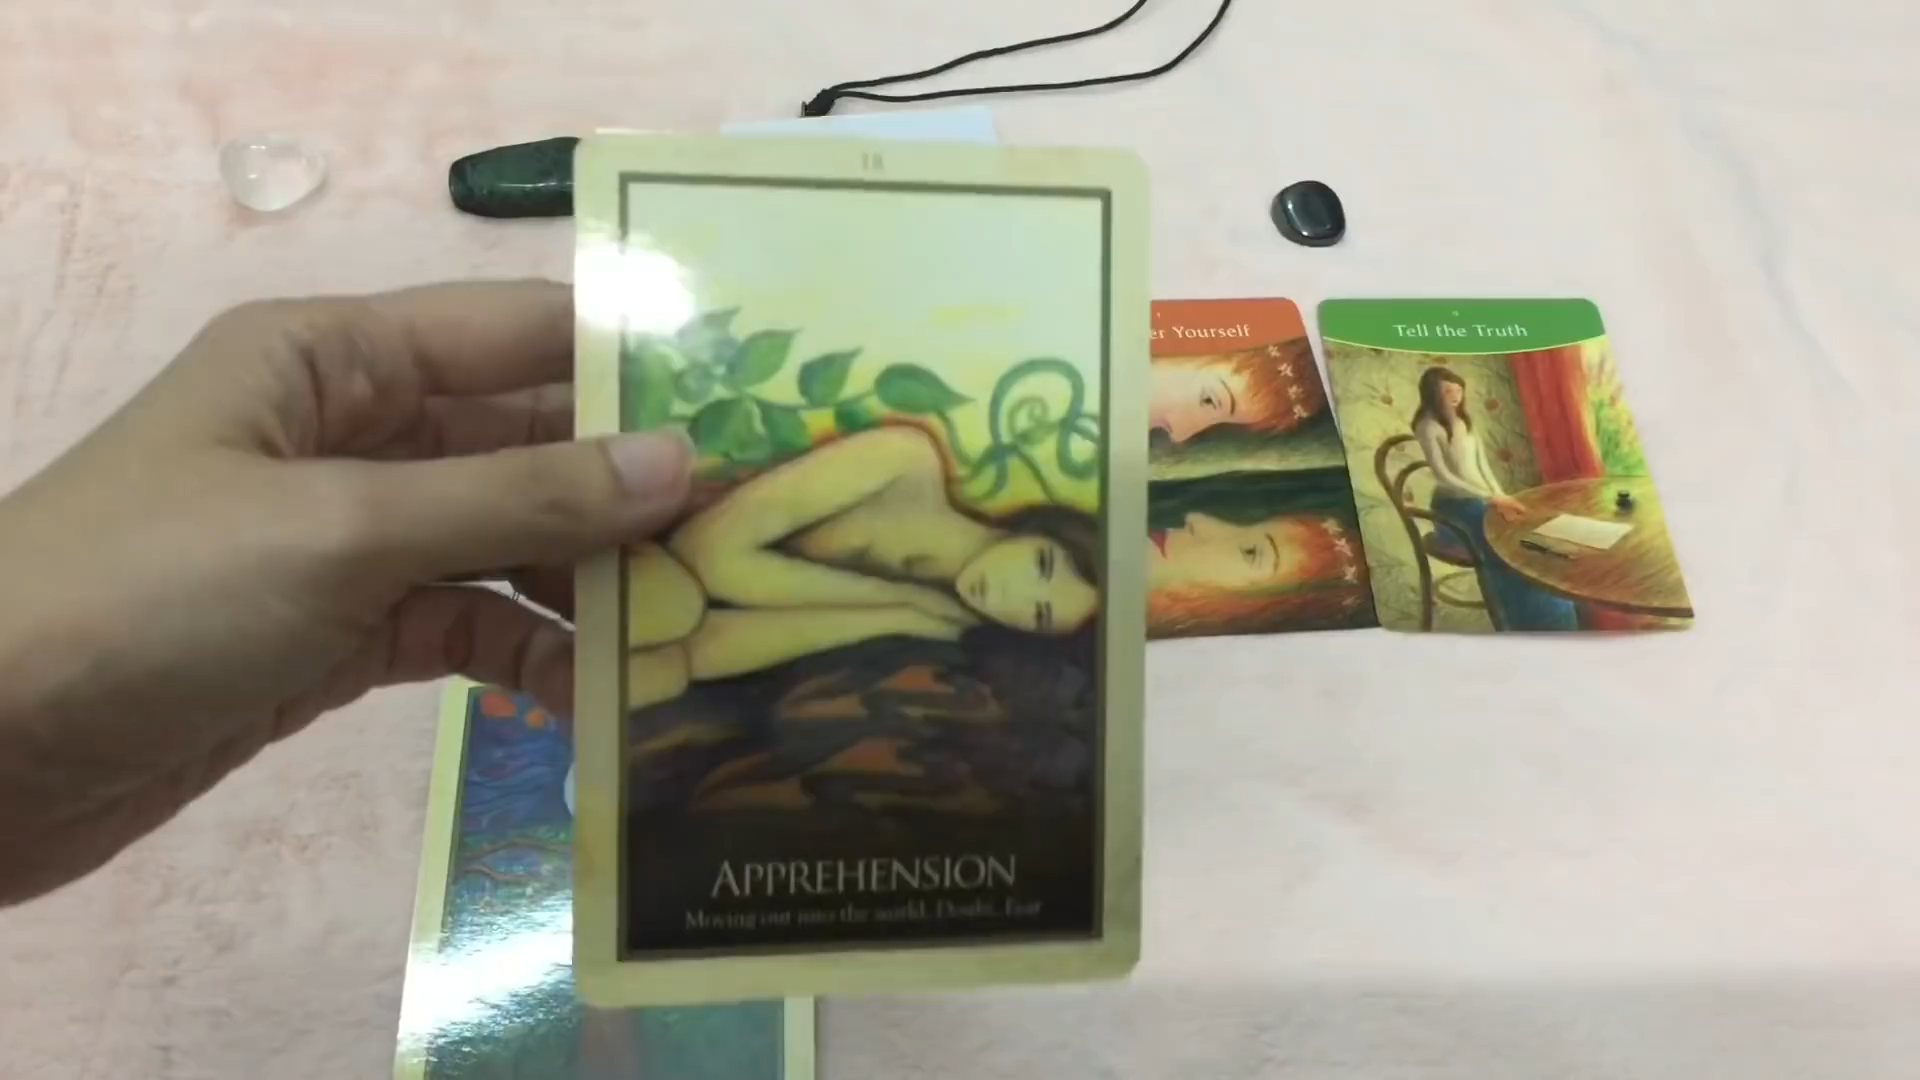 18
APPREHENSION
Moving out into the world, Doubt, Fear
er Yourself
Tell the Truth